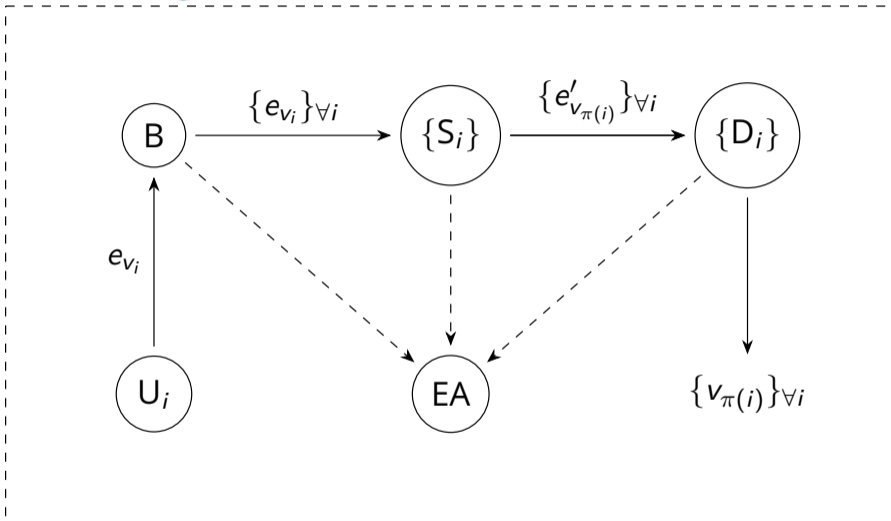 {e_{v_i}}_{∀i}
{e′_{v_{π(i)}}}_{∀i}
B
{S_i}
{D_i}
e_{v_i}
U_i
EA
{v_{π(i)}}_{∀i}